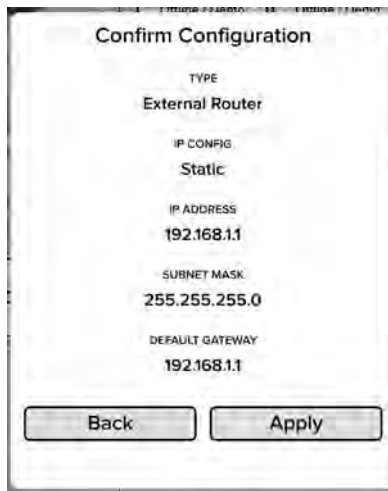 Confirm Configuration
TYPE
External Router
IP CONFIG
Static
IP ADDRESS
192.168.1.1
SUBNET MASK
255.255.255.0
DEFAULT GATEWAY
192.168.1.1
Back Apply